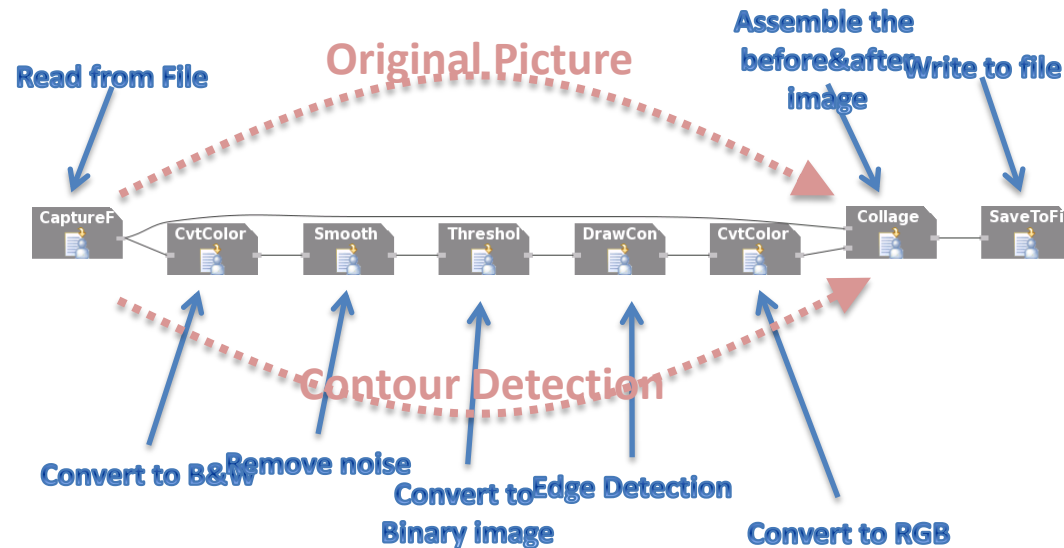 Assemble the
before&after
image
Original Picture
Read from File
Write to file
CaptureF
CvtColor
Smooth
Threshol
DrawCon
CvtColor
Collage
SaveToFi
Contour Detection
Convert to B&W
Remove noise
Convert to
Binary image
Edge Detection
Convert to RGB